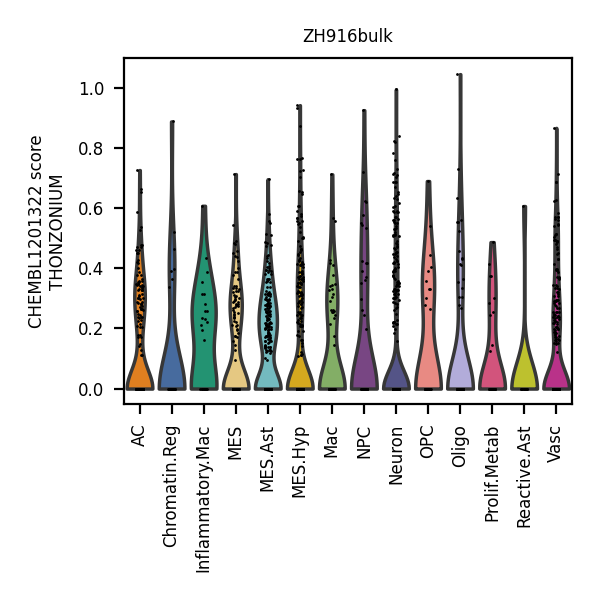 ZH916bulk
CHEMBL1201322 score
THONZONIUM
1.0
0.8
0.6
0.4
0.2
0.0
AC
Chromatin.Reg
Inflammatory.Mac
MES
MES.Ast
MES.Hyp
Mac
NPC
Neuron
OPC
Oligo
Prolif.Metab
Reactive.Ast
Vasc